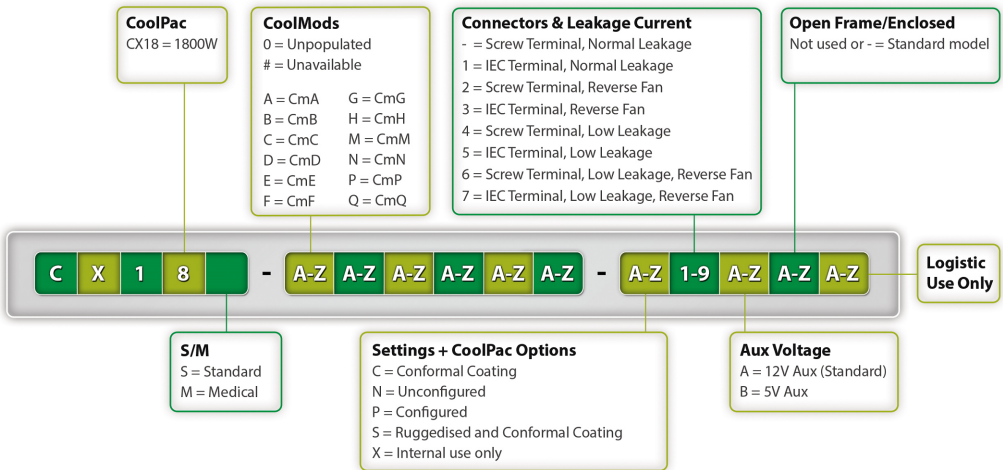 CoolPac
CX18 = 1800W
CoolMods
0 = Unpopulated
# = Unavailable
A = CmA
B = CmB
C = CmC
D = CmD
E = CmE
F = CmF
G = CmG
H = CmH
M = CmM
N = CmN
P = CmP
Q = CmQ
Connectors & Leakage Current
- = Screw Terminal, Normal Leakage
1 = IEC Terminal, Normal Leakage
2 = Screw Terminal, Reverse Fan
3 = IEC Terminal, Reverse Fan
4 = Screw Terminal, Low Leakage
5 = IEC Terminal, Low Leakage
6 = Screw Terminal, Low Leakage, Reverse Fan
7 = IEC Terminal, Low Leakage, Reverse Fan
Open Frame/Enclosed
Not used or - = Standard model
C X 1 8 - A-Z A-Z A-Z A-Z A-Z A-Z - A-Z 1-9 A-Z A-Z A-Z
Logistic
Use Only
S/M
S = Standard
M = Medical
Settings + CoolPac Options
C = Conformal Coating
N = Unconfigured
P = Configured
S = Ruggedised and Conformal Coating
X = Internal use only
Aux Voltage
A = 12V Aux (Standard)
B = 5V Aux